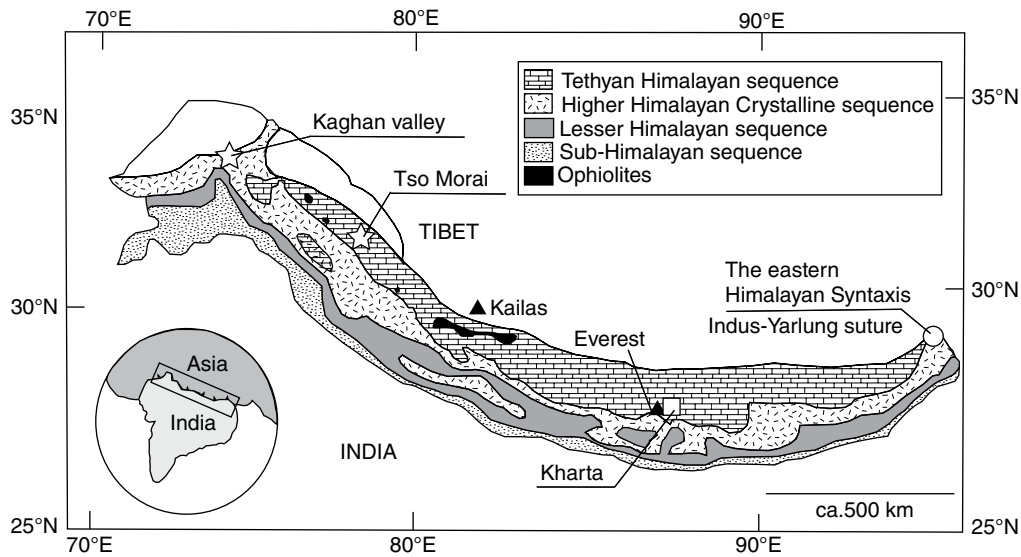 70°E
80°E
90°E
35°N
35°N
Tethyan Himalayan sequence
Higher Himalayan Crystalline sequence
Lesser Himalayan sequence
Sub-Himalayan sequence
Ophiolites
Kaghan valley
Tso Morai
TIBET
The eastern
Himalayan Syntaxis
Indus-Yarlung suture
30°N
30°N
Kailas
Everest
Asia
India
INDIA
Kharta
ca.500 km
25°N
25°N
70°E
80°E
90°E